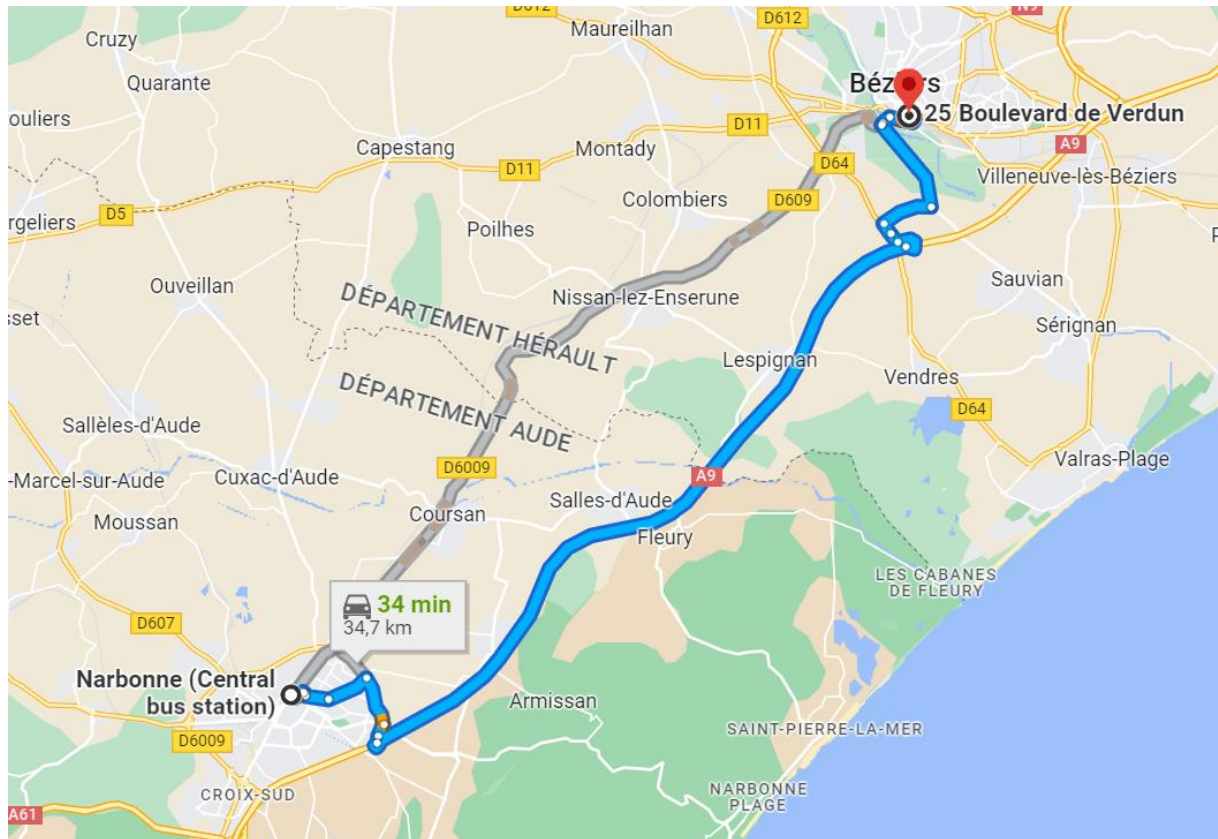 D612
D612
N9
Maureilhan
Cruzy
Quarante
Béziers
25 Boulevard de Verdun
ouliers
D11
Capestang
Montady
D11
A9
D64
Villeneuve-lès-Béziers
D5
Colombiers
D609
rgeliers
Poilhes
Ouveillan
Sauvian
Nissan-lez-Enserune
sset
DÉPARTEMENT HÉRAULT
Sérignan
Lespignan
Vendres
DÉPARTEMENT AUDE
D64
Sallèles-d'Aude
D6009
Valras-Plage
-Marcel-sur-Aude
Cuxac-d'Aude
A9
Salles-d'Aude
Moussan
Coursan
Fleury
LES CABANES
DE FLEURY
34 min
34,7 km
D607
Narbonne (Central
bus station)
Armissan
SAINT-PIERRE-LA-MER
D6009
NARBONNE
PLAGE
CROIX-SUD
A61